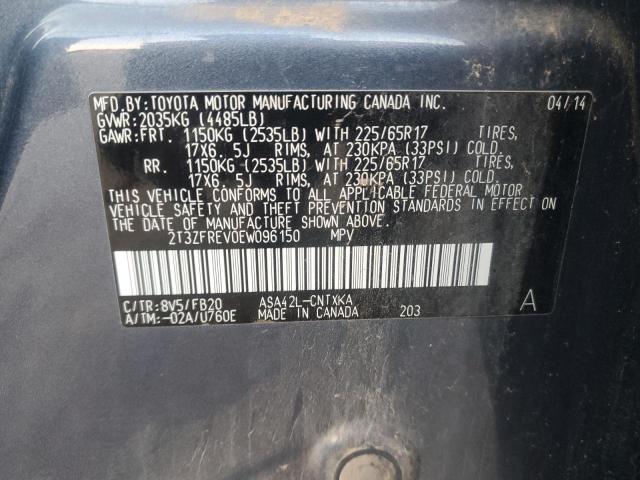 MFD.BY:TOYOTA MOTOR MANUFACTURING CANADA INC. 04/14
GVWR:2035KG (4485LB)
GAWR:FRT. 1150KG (2535LB) WITH 225/65R17 TIRES,
17X6.5J RIMS, AT 230KPA (33PSI) COLD.
RR. 1150KG (2535LB) WITH 225/65R17 TIRES,
17X6.5J RIMS, AT 230KPA (33PSI) COLD.
THIS VEHICLE CONFORMS TO ALL APPLICABLE FEDERAL MOTOR
VEHICLE SAFETY AND THEFT PREVENTION STANDARDS IN EFFECT ON
THE DATE OF MANUFACTURE SHOWN ABOVE.
2T3ZFREV0EW096150 MPV
C/TR:8V5/FB20 ASA42L-CNTXKA A
A/TM:-02A/U760E MADE IN CANADA 203